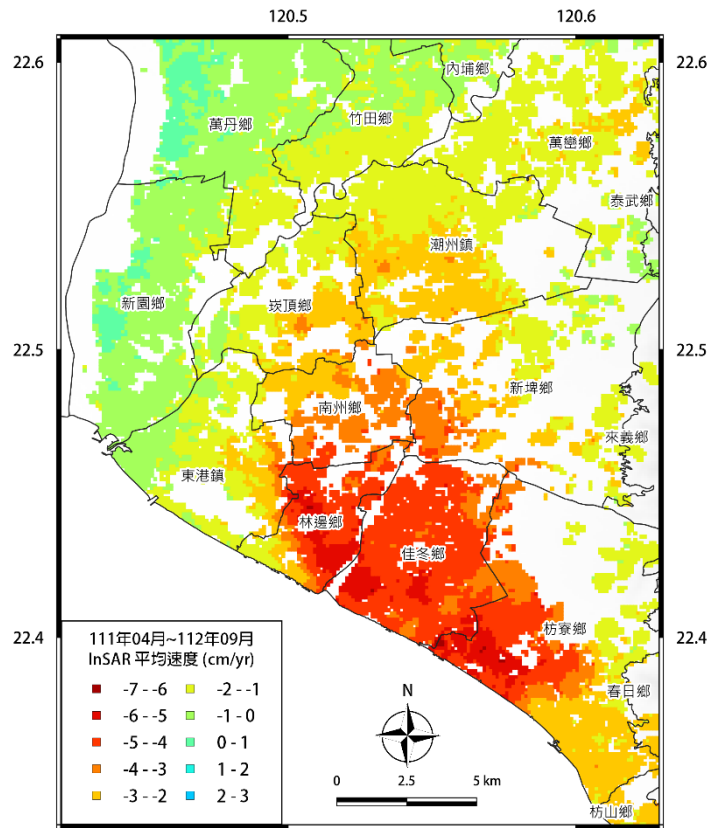 120.5
120.6
22.6
22.6
內埔鄉
竹田鄉
萬丹鄉
萬巒鄉
泰武鄉
潮州鎮
新園鄉
崁頂鄉
22.5
22.5
新埤鄉
南州鄉
來義鄉
東港鎮
林邊鄉
佳冬鄉
22.4
22.4
枋寮鄉
春日鄉
枋山鄉
111年04月~112年09月
InSAR 平均速度 (cm/yr)
-7 - -6
-2 - -1
-6 - -5
-1 - 0
-5 - -4
0 - 1
-4 - -3
1 - 2
-3 - -2
2 - 3
N
0
2.5
5 km
120.5
120.6